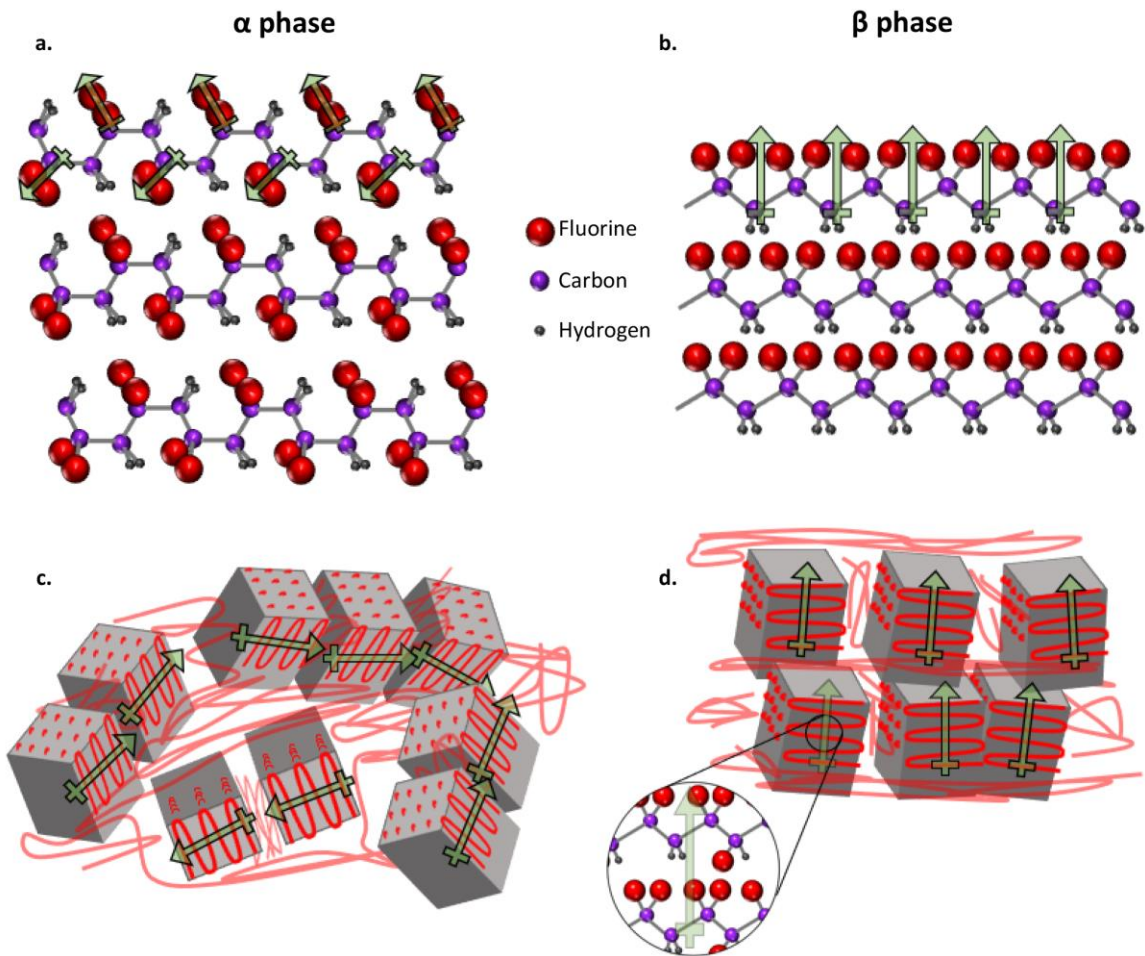 α phase
β phase
a.
b.
Fluorine
Carbon
Hydrogen
c.
d.